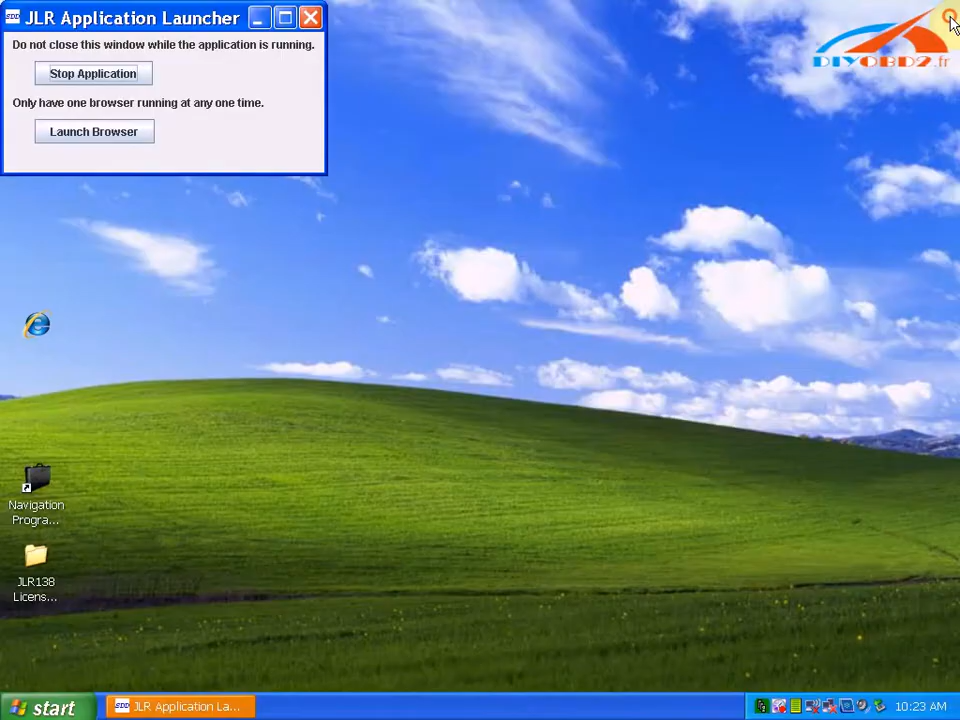 SDD JLR Application Launcher
Do not close this window while the application is running.
Stop Application
Only have one browser running at any one time.
Launch Browser
DIYOBD2.fr
Navigation
Progra...
JLR138
Licens...
start
SDD JLR Application La...
10:23 AM